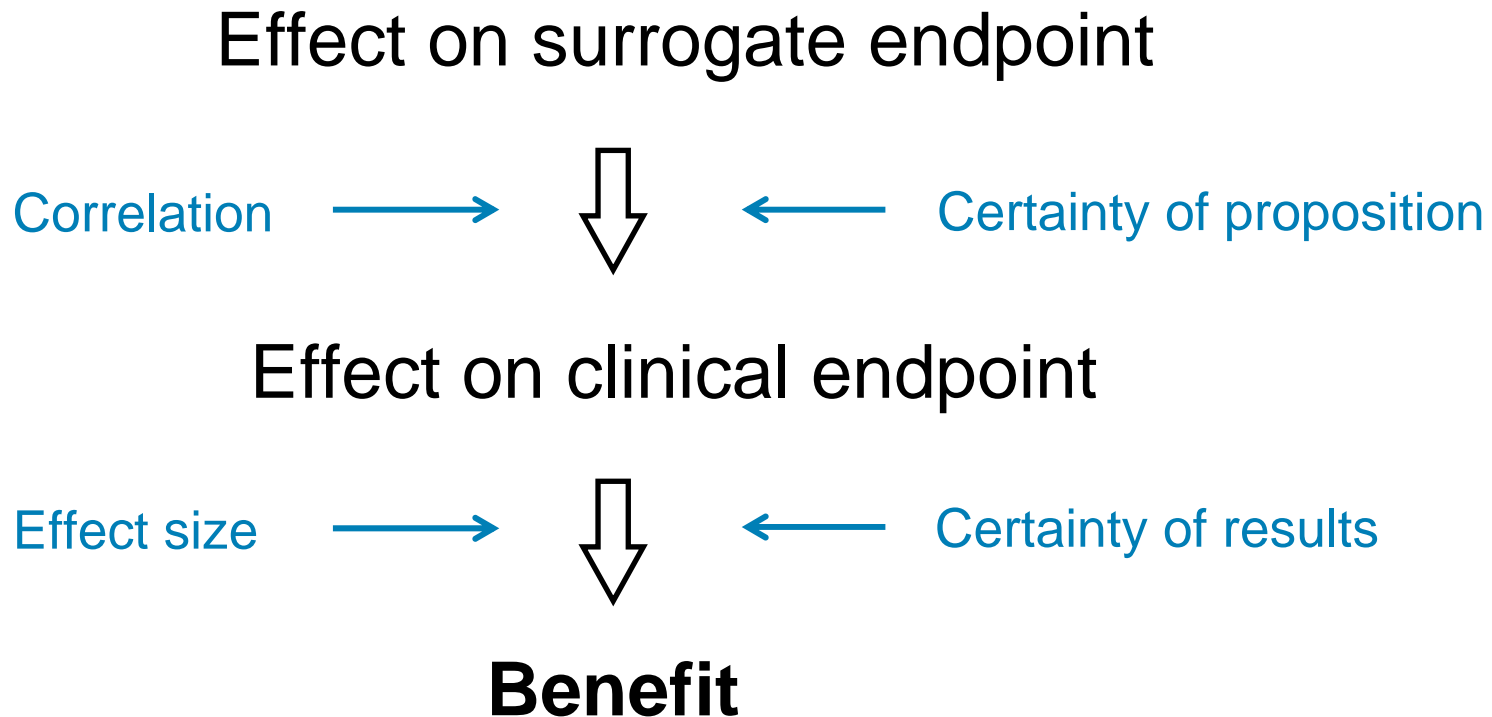 Effect on surrogate endpoint
Correlation
Certainty of proposition
Effect on clinical endpoint
Effect size
Certainty of results
Benefit